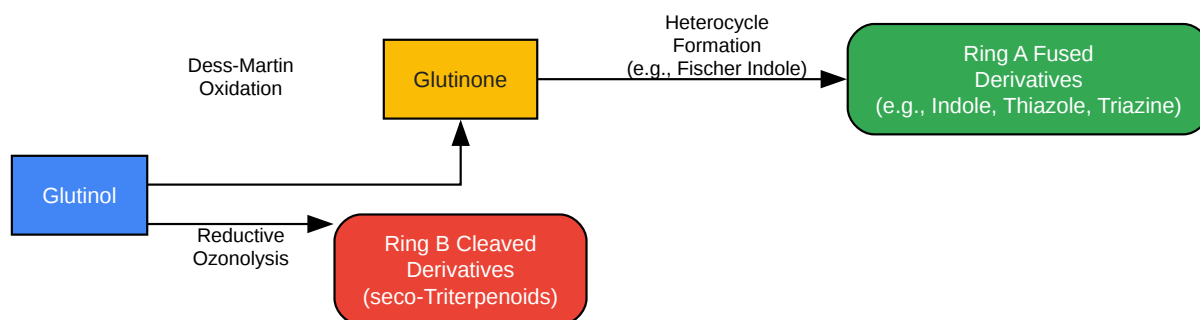 Dess-Martin
Oxidation
Glutinone
Heterocycle
Formation
(e.g., Fischer Indole)
Ring A Fused
Derivatives
(e.g., Indole, Thiazole, Triazine)
Glutinol
Reductive
Ozonolysis
Ring B Cleaved
Derivatives
(seco-Triterpenoids)